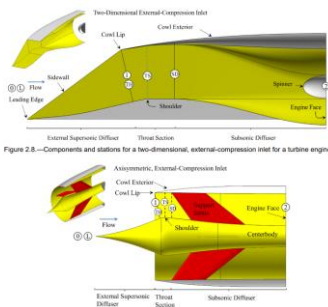 Two-Dimensional External-Compression Inlet
Cowl Exterior
Cowl Lip
Sidewall
Flow
Leading Edge
Shoulder
Spinner
Engine Face
External Supersonic Diffuser
Throat Section
Subsonic Diffuser
Figure 2.8.—Components and stations for a two-dimensional, external-compression inlet for a turbine engin
Axisymmetric, External-Compression Inlet
Cowl Exterior
Cowl Lip
Engine Face
Flow
Shoulder
Centerbody
External Supersonic
Diffuser
Throat
Section
Subsonic Diffuser